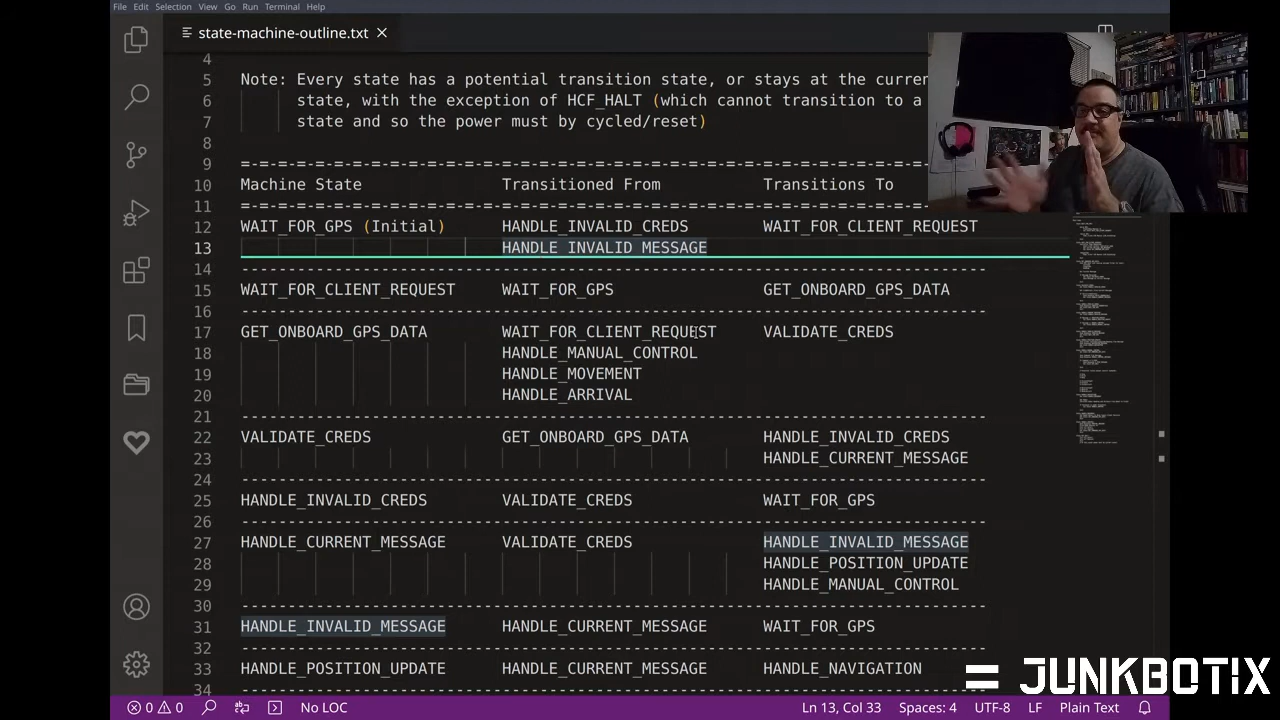 File Edit Selection View Go Run Terminal Help
state-machine-outline.txt
4
5 Note: Every state has a potential transition state, or stays at the curren
6 state, with the exception of HCF_HALT (which cannot transition to a
7 state and so the power must by cycled/reset)
8
9 =-=-=-=-=-=-=-=-=-=-=-=-=-=-=-=-=-=-=-=-=-=-=-=-=-=-=-=-=-=-=-=-=-=-=-=-=
10 Machine State Transitioned From Transitions To
11 =-=-=-=-=-=-=-=-=-=-=-=-=-=-=-=-=-=-=-=-=-=-=-=-=-=-=-=-=-=-=-=-=-=-=-=-=
12 WAIT_FOR_GPS (Initial) HANDLE_INVALID_CREDS WAIT_FOR_CLIENT_REQUEST
13 HANDLE_INVALID_MESSAGE
14 --------------------------------------------------------------------------------
15 WAIT_FOR_CLIENT_REQUEST WAIT_FOR_GPS GET_ONBOARD_GPS_DATA
16 --------------------------------------------------------------------------------
17 GET_ONBOARD_GPS_DATA WAIT_FOR_CLIENT_REQUEST VALIDATE_CREDS
18 HANDLE_MANUAL_CONTROL
19 HANDLE_MOVEMENT
20 HANDLE_ARRIVAL
21 --------------------------------------------------------------------------------
22 VALIDATE_CREDS GET_ONBOARD_GPS_DATA HANDLE_INVALID_CREDS
23 HANDLE_CURRENT_MESSAGE
24 --------------------------------------------------------------------------------
25 HANDLE_INVALID_CREDS VALIDATE_CREDS WAIT_FOR_GPS
26 --------------------------------------------------------------------------------
27 HANDLE_CURRENT_MESSAGE VALIDATE_CREDS HANDLE_INVALID_MESSAGE
28 HANDLE_POSITION_UPDATE
29 HANDLE_MANUAL_CONTROL
30 --------------------------------------------------------------------------------
31 HANDLE_INVALID_MESSAGE HANDLE_CURRENT_MESSAGE WAIT_FOR_GPS
32 --------------------------------------------------------------------------------
33 HANDLE_POSITION_UPDATE HANDLE_CURRENT_MESSAGE HANDLE_NAVIGATION
34 --------------------------------------------------------------------------------
JUNKBOTIX
0 0 No LOC Ln 13, Col 33 Spaces: 4 UTF-8 LF Plain Text